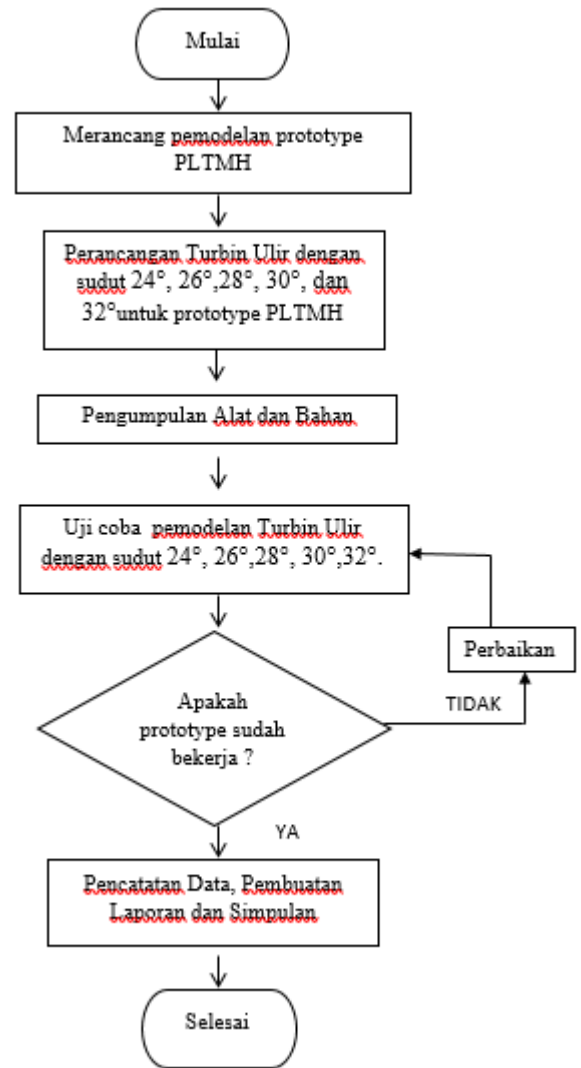 Mulai
Merancang pemodelan prototype
PLTMH
Perancangan Turbin Ulir dengan
sudut 24°, 26°,28°, 30°, dan
32°untuk prototype PLTMH
Pengumpulan Alat dan Bahan
Uji coba pemodelan Turbin Ulir
dengan sudut 24°, 26°,28°, 30°,32°.
Perbaikan
Apakah
prototype sudah
bekerja ?
TIDAK
YA
Pencatatan Data, Pembuatan
Laporan dan Simpulan
Selesai